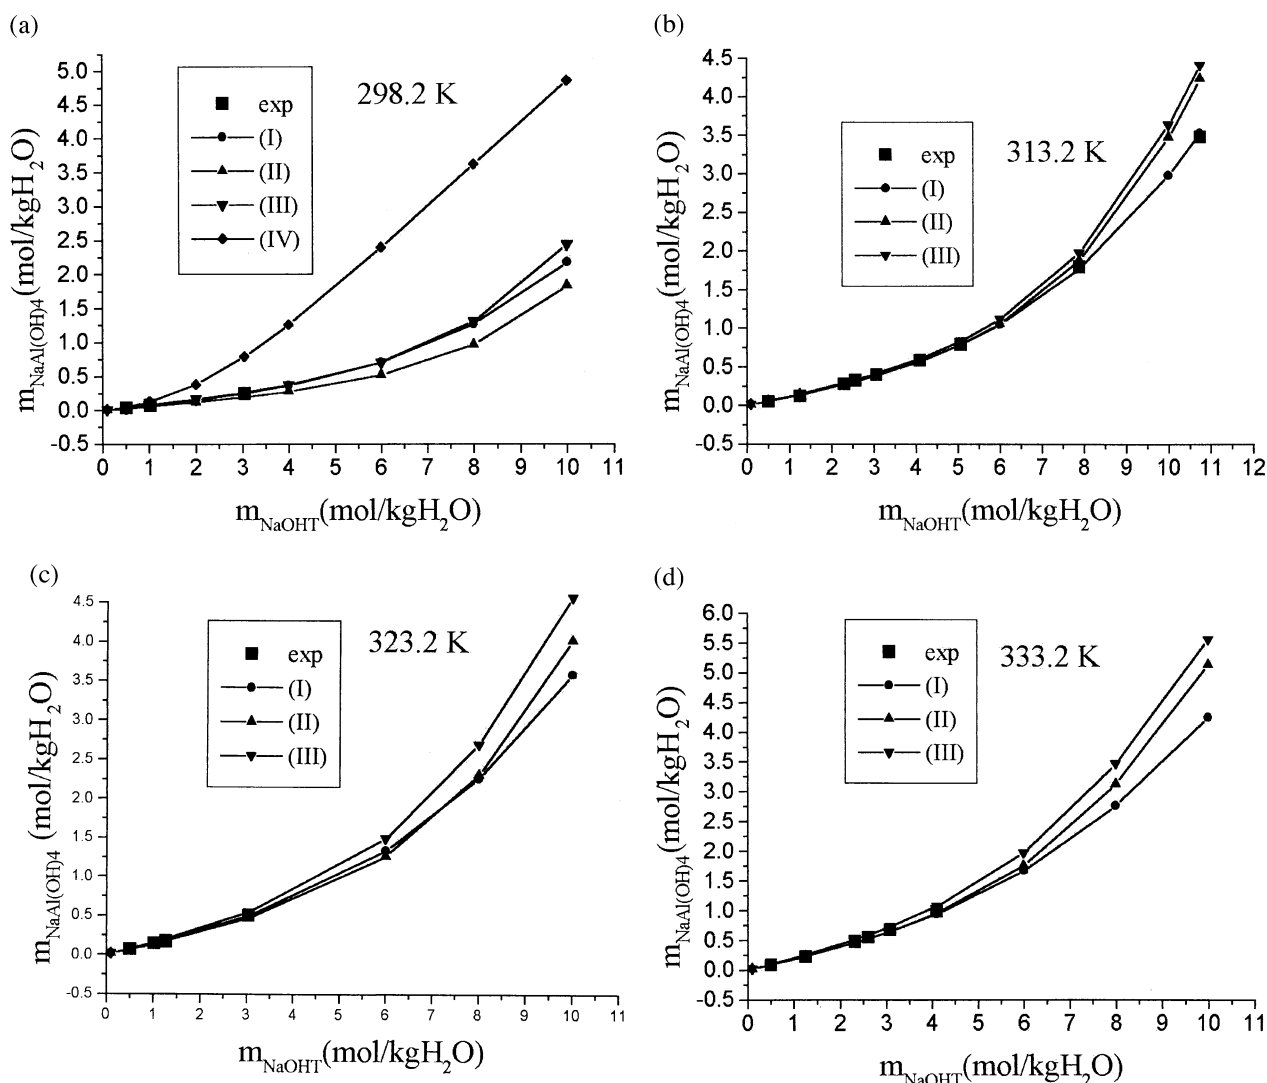 (a)
298.2 K
exp
(I)
(II)
(III)
(IV)
5.0
4.5
4.0
3.5
3.0
2.5
2.0
1.5
1.0
0.5
0.0
-0.5
0 1 2 3 4 5 6 7 8 9 10 11
mNaAl(OH)4(mol/kgH2O)
mNaOHT(mol/kgH2O)
(b)
313.2 K
exp
(I)
(II)
(III)
4.5
4.0
3.5
3.0
2.5
2.0
1.5
1.0
0.5
0.0
-0.5
0 1 2 3 4 5 6 7 8 9 10 11 12
mNaAl(OH)4(mol/kgH2O)
mNaOHT(mol/kgH2O)
(c)
323.2 K
exp
(I)
(II)
(III)
4.5
4.0
3.5
3.0
2.5
2.0
1.5
1.0
0.5
0.0
-0.5
0 1 2 3 4 5 6 7 8 9 10 11
mNaAl(OH)4 (mol/kgH2O)
mNaOHT(mol/kgH2O)
(d)
333.2 K
exp
(I)
(II)
(III)
6.0
5.5
5.0
4.5
4.0
3.5
3.0
2.5
2.0
1.5
1.0
0.5
0.0
-0.5
0 1 2 3 4 5 6 7 8 9 10 11
mNaAl(OH)4(mol/kgH2O)
mNaOHT(mol/kgH2O)